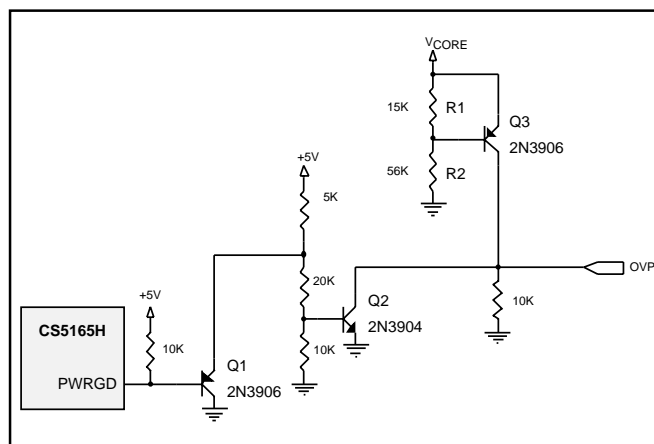 VCORE
15K
R1
Q3
2N3906
56K
R2
+5V
5K
OVP
20K
Q2
2N3904
10K
+5V
CS5165H
10K
PWRGD
Q1
2N3906
10K